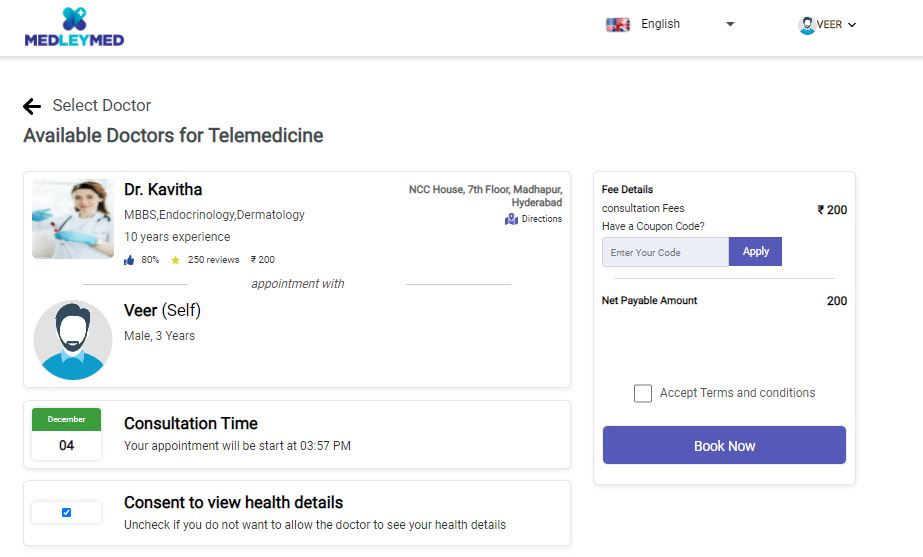 MEDLEYMED
English
VEER
Select Doctor
Available Doctors for Telemedicine
Dr. Kavitha
MBBS,Endocrinology,Dermatology
10 years experience
80% 250 reviews ₹ 200
NCC House, 7th Floor, Madhapur,
Hyderabad
Directions
appointment with
Veer (Self)
Male, 3 Years
December
04
Consultation Time
Your appointment will be start at 03:57 PM
Consent to view health details
Uncheck if you do not want to allow the doctor to see your health details
Fee Details
consultation Fees ₹ 200
Have a Coupon Code?
Enter Your Code Apply
Net Payable Amount 200
Accept Terms and conditions
Book Now